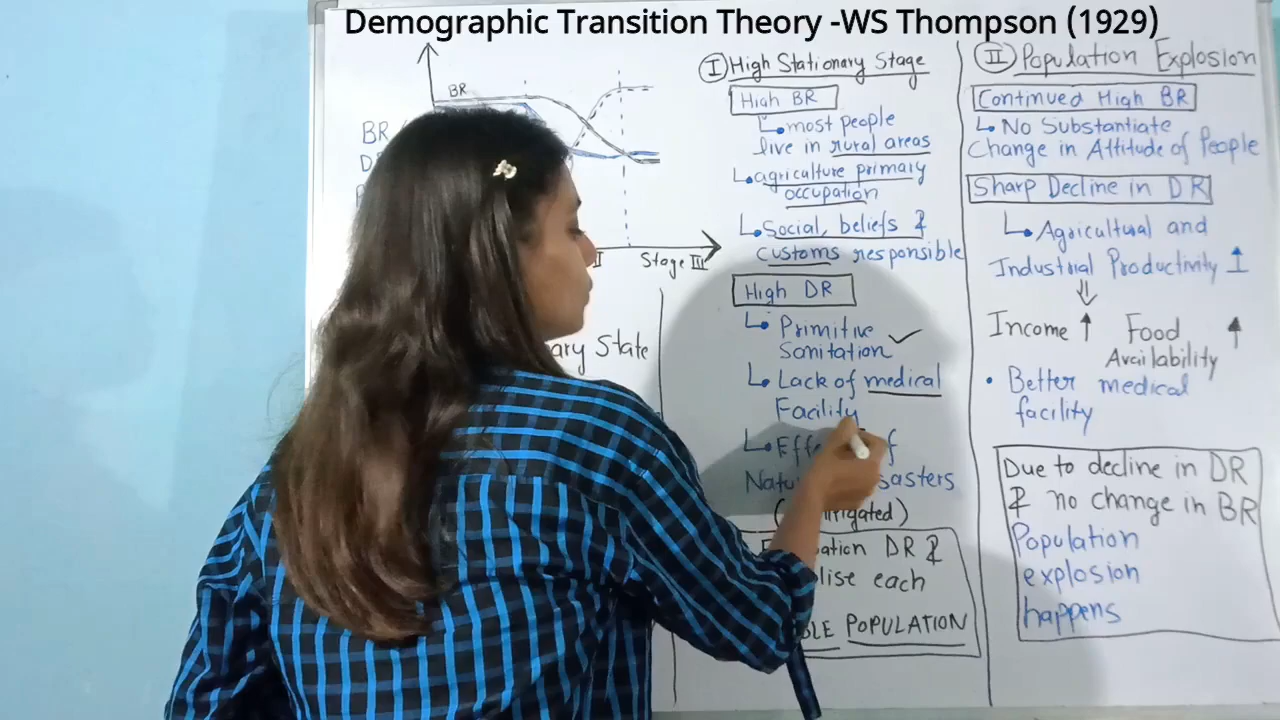 Demographic Transition Theory -WS Thompson (1929)
BR
BR
D
Stage III
ary State
I High Stationary Stage
High BR
most people
live in rural areas
agriculture primary
occupation
Social, beliefs &
customs responsible
High DR
Primitive
Sanitation
Lack of medical
Facility
Natu sasters
ation DR &
lise each
BLE POPULATION
II Population Explosion
Continued High BR
No Substantiate
Change in Attitude of People
Sharp Decline in DR
Agricultural and
Industrial Productivity ↑
⇓
Income ↑ Food ↑
Availability
• Better medical
facility
Due to decline in DR
& no change in BR
Population
explosion
happens